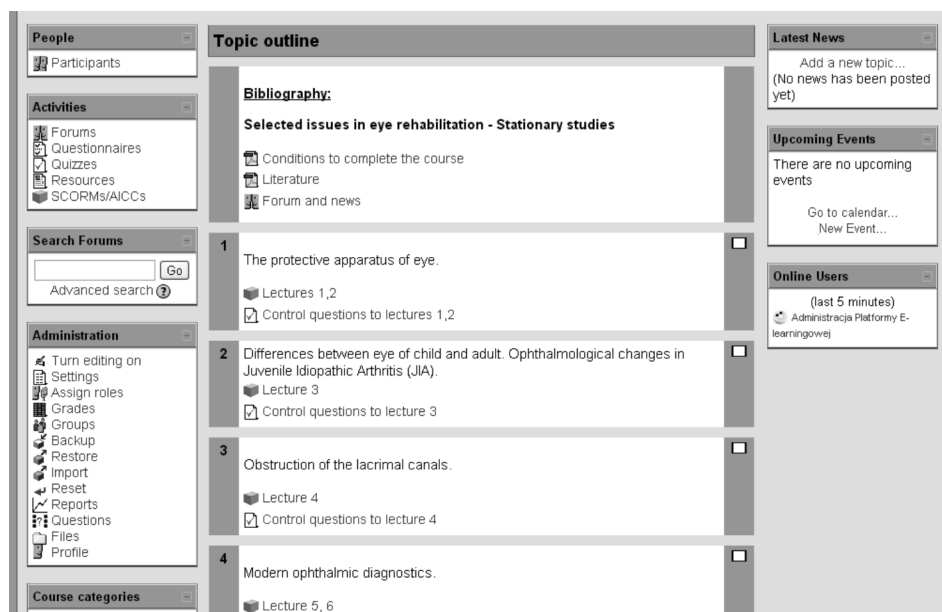 People
Participants
Activities
Forums
Questionnaires
Quizzes
Resources
SCORMs/AICCs
Search Forums
Go
Advanced search ?
Administration
Turn editing on
Settings
Assign roles
Grades
Groups
Backup
Restore
Import
Reset
Reports
Questions
Files
Profile
Course categories
Topic outline
Bibliography:
Selected issues in eye rehabilitation - Stationary studies
Conditions to complete the course
Literature
Forum and news
1
The protective apparatus of eye.
Lectures 1,2
Control questions to lectures 1,2
2
Differences between eye of child and adult. Ophthalmological changes in
Juvenile Idiopathic Arthritis (JIA).
Lecture 3
Control questions to lecture 3
3
Obstruction of the lacrimal canals.
Lecture 4
Control questions to lecture 4
4
Modern ophthalmic diagnostics.
Lecture 5, 6
Latest News
Add a new topic...
(No news has been posted
yet)
Upcoming Events
There are no upcoming
events
Go to calendar...
New Event...
Online Users
(last 5 minutes)
Administracja Platformy E-
learningowej